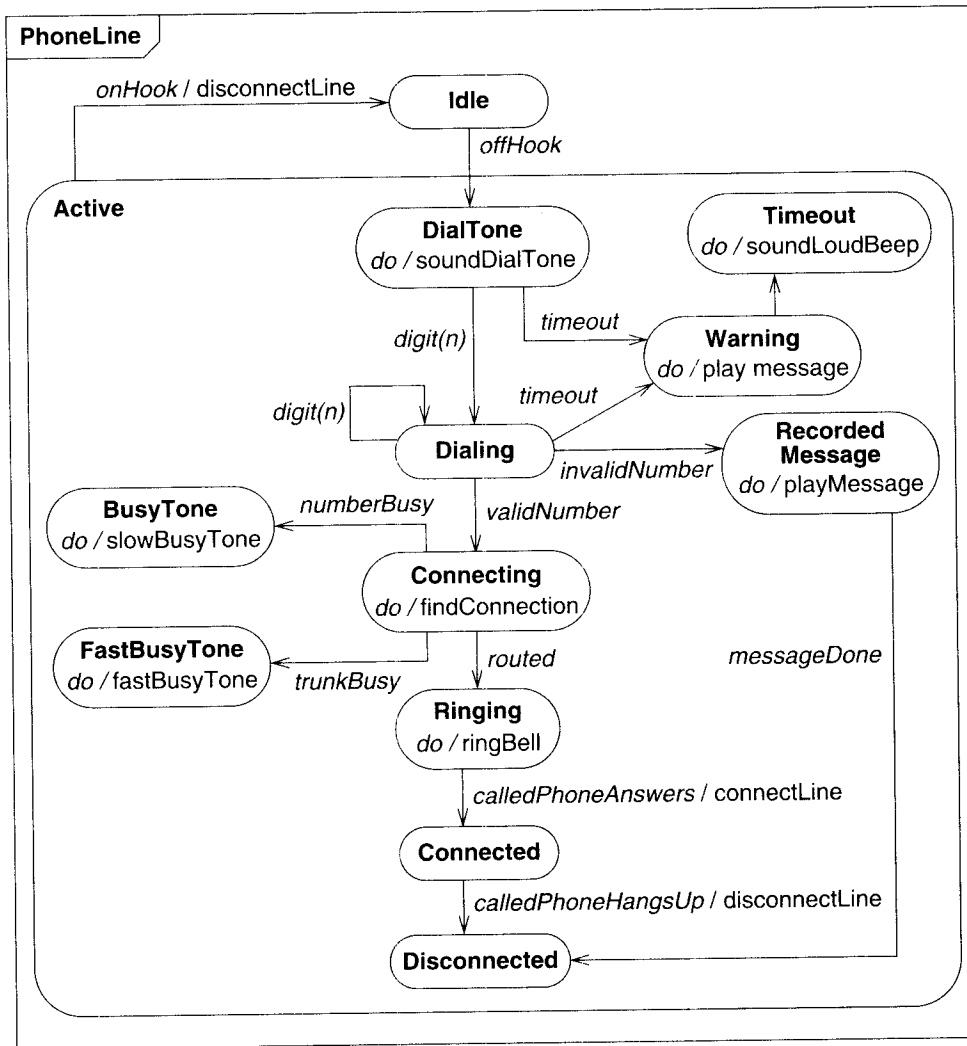 PhoneLine
onHook / disconnectLine
Idle
offHook
Active
DialTone
do / soundDialTone
Timeout
do / soundLoudBeep
digit(n)
timeout
Warning
do / play message
digit(n)
timeout
Dialing
invalidNumber
Recorded
Message
do / playMessage
BusyTone
do / slowBusyTone
numberBusy
validNumber
Connecting
do / findConnection
FastBusyTone
do / fastBusyTone
trunkBusy
routed
messageDone
Ringing
do / ringBell
calledPhoneAnswers / connectLine
Connected
calledPhoneHangsUp / disconnectLine
Disconnected